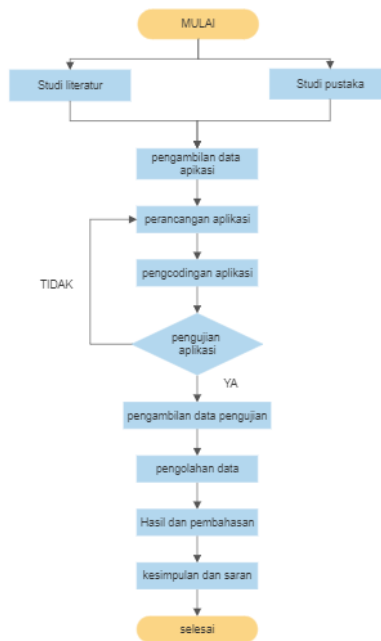 MULAI
Studi literatur
Studi pustaka
pengambilan data
apikasi
perancangan aplikasi
pengcodingan aplikasi
TIDAK
pengujian
aplikasi
YA
pengambilan data pengujian
pengolahan data
Hasil dan pembahasan
kesimpulan dan saran
selesai